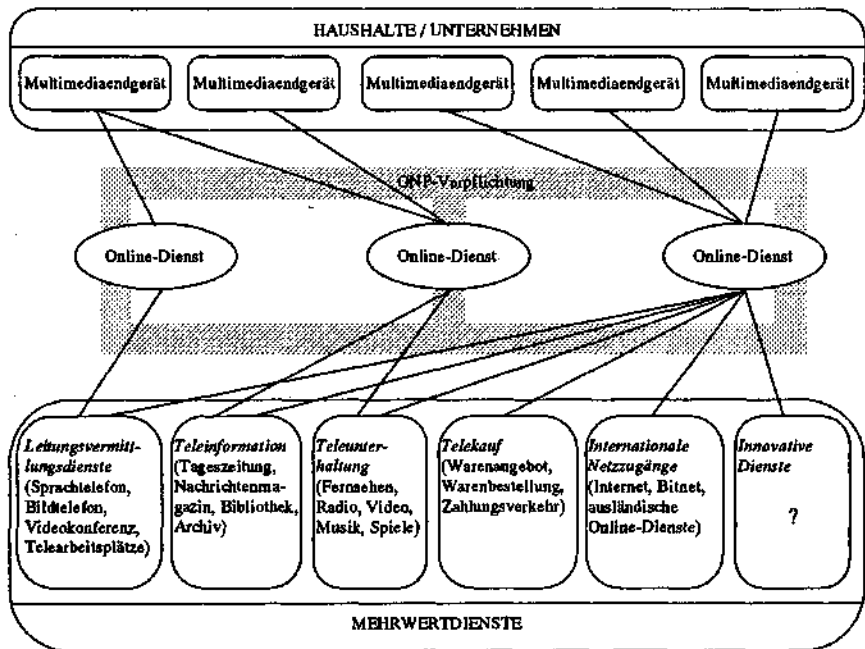 HAUSHALTE / UNTERNEHMEN
Multimediaendgerät Multimediaendgerät Multimediaendgerät Multimediaendgerät Multimediaendgerät
ONP-Verpflichtung
Online-Dienst Online-Dienst Online-Dienst
Leitungsvermitt-
lungsdienste
(Sprachtelefon,
Bildtelefon,
Videokonferenz,
Telearbeitsplätze)
Teleinformation
(Tageszeitung,
Nachrichtenma-
gazin, Bibliothek,
Archiv)
Teleunter-
haltung
(Fernsehen,
Radio, Video,
Musik, Spiele)
Telekauf
(Warenangebot,
Warenbestellung,
Zahlungsverkehr)
Internationale
Netzzugänge
(Internet, Bitnet,
ausländische
Online-Dienste)
Innovative
Dienste
?
MEHRWERTDIENSTE